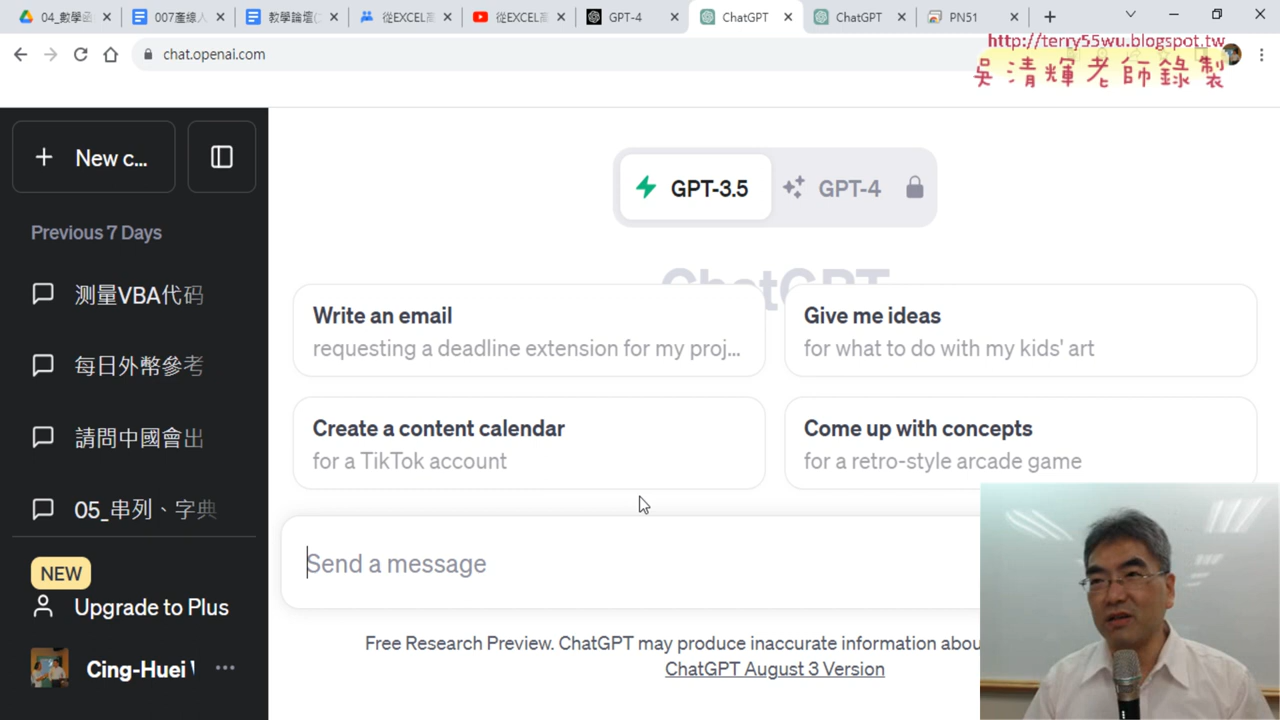 04_數學函
007產線人
教學論壇(
從EXCEL高
從EXCEL高
GPT-4
ChatGPT
ChatGPT
PN51
chat.openai.com
http://terry55wu.blogspot.tw
吳清輝老師錄製
New c...
GPT-3.5
GPT-4
Previous 7 Days
ChatGPT
测量VBA代码
Write an email
requesting a deadline extension for my proj...
Give me ideas
for what to do with my kids' art
每日外幣參考
請問中國會出
Create a content calendar
for a TikTok account
Come up with concepts
for a retro-style arcade game
05_串列、字典
NEW
Upgrade to Plus
Send a message
Cing-Huei
Free Research Preview. ChatGPT may produce inaccurate information abou
ChatGPT August 3 Version